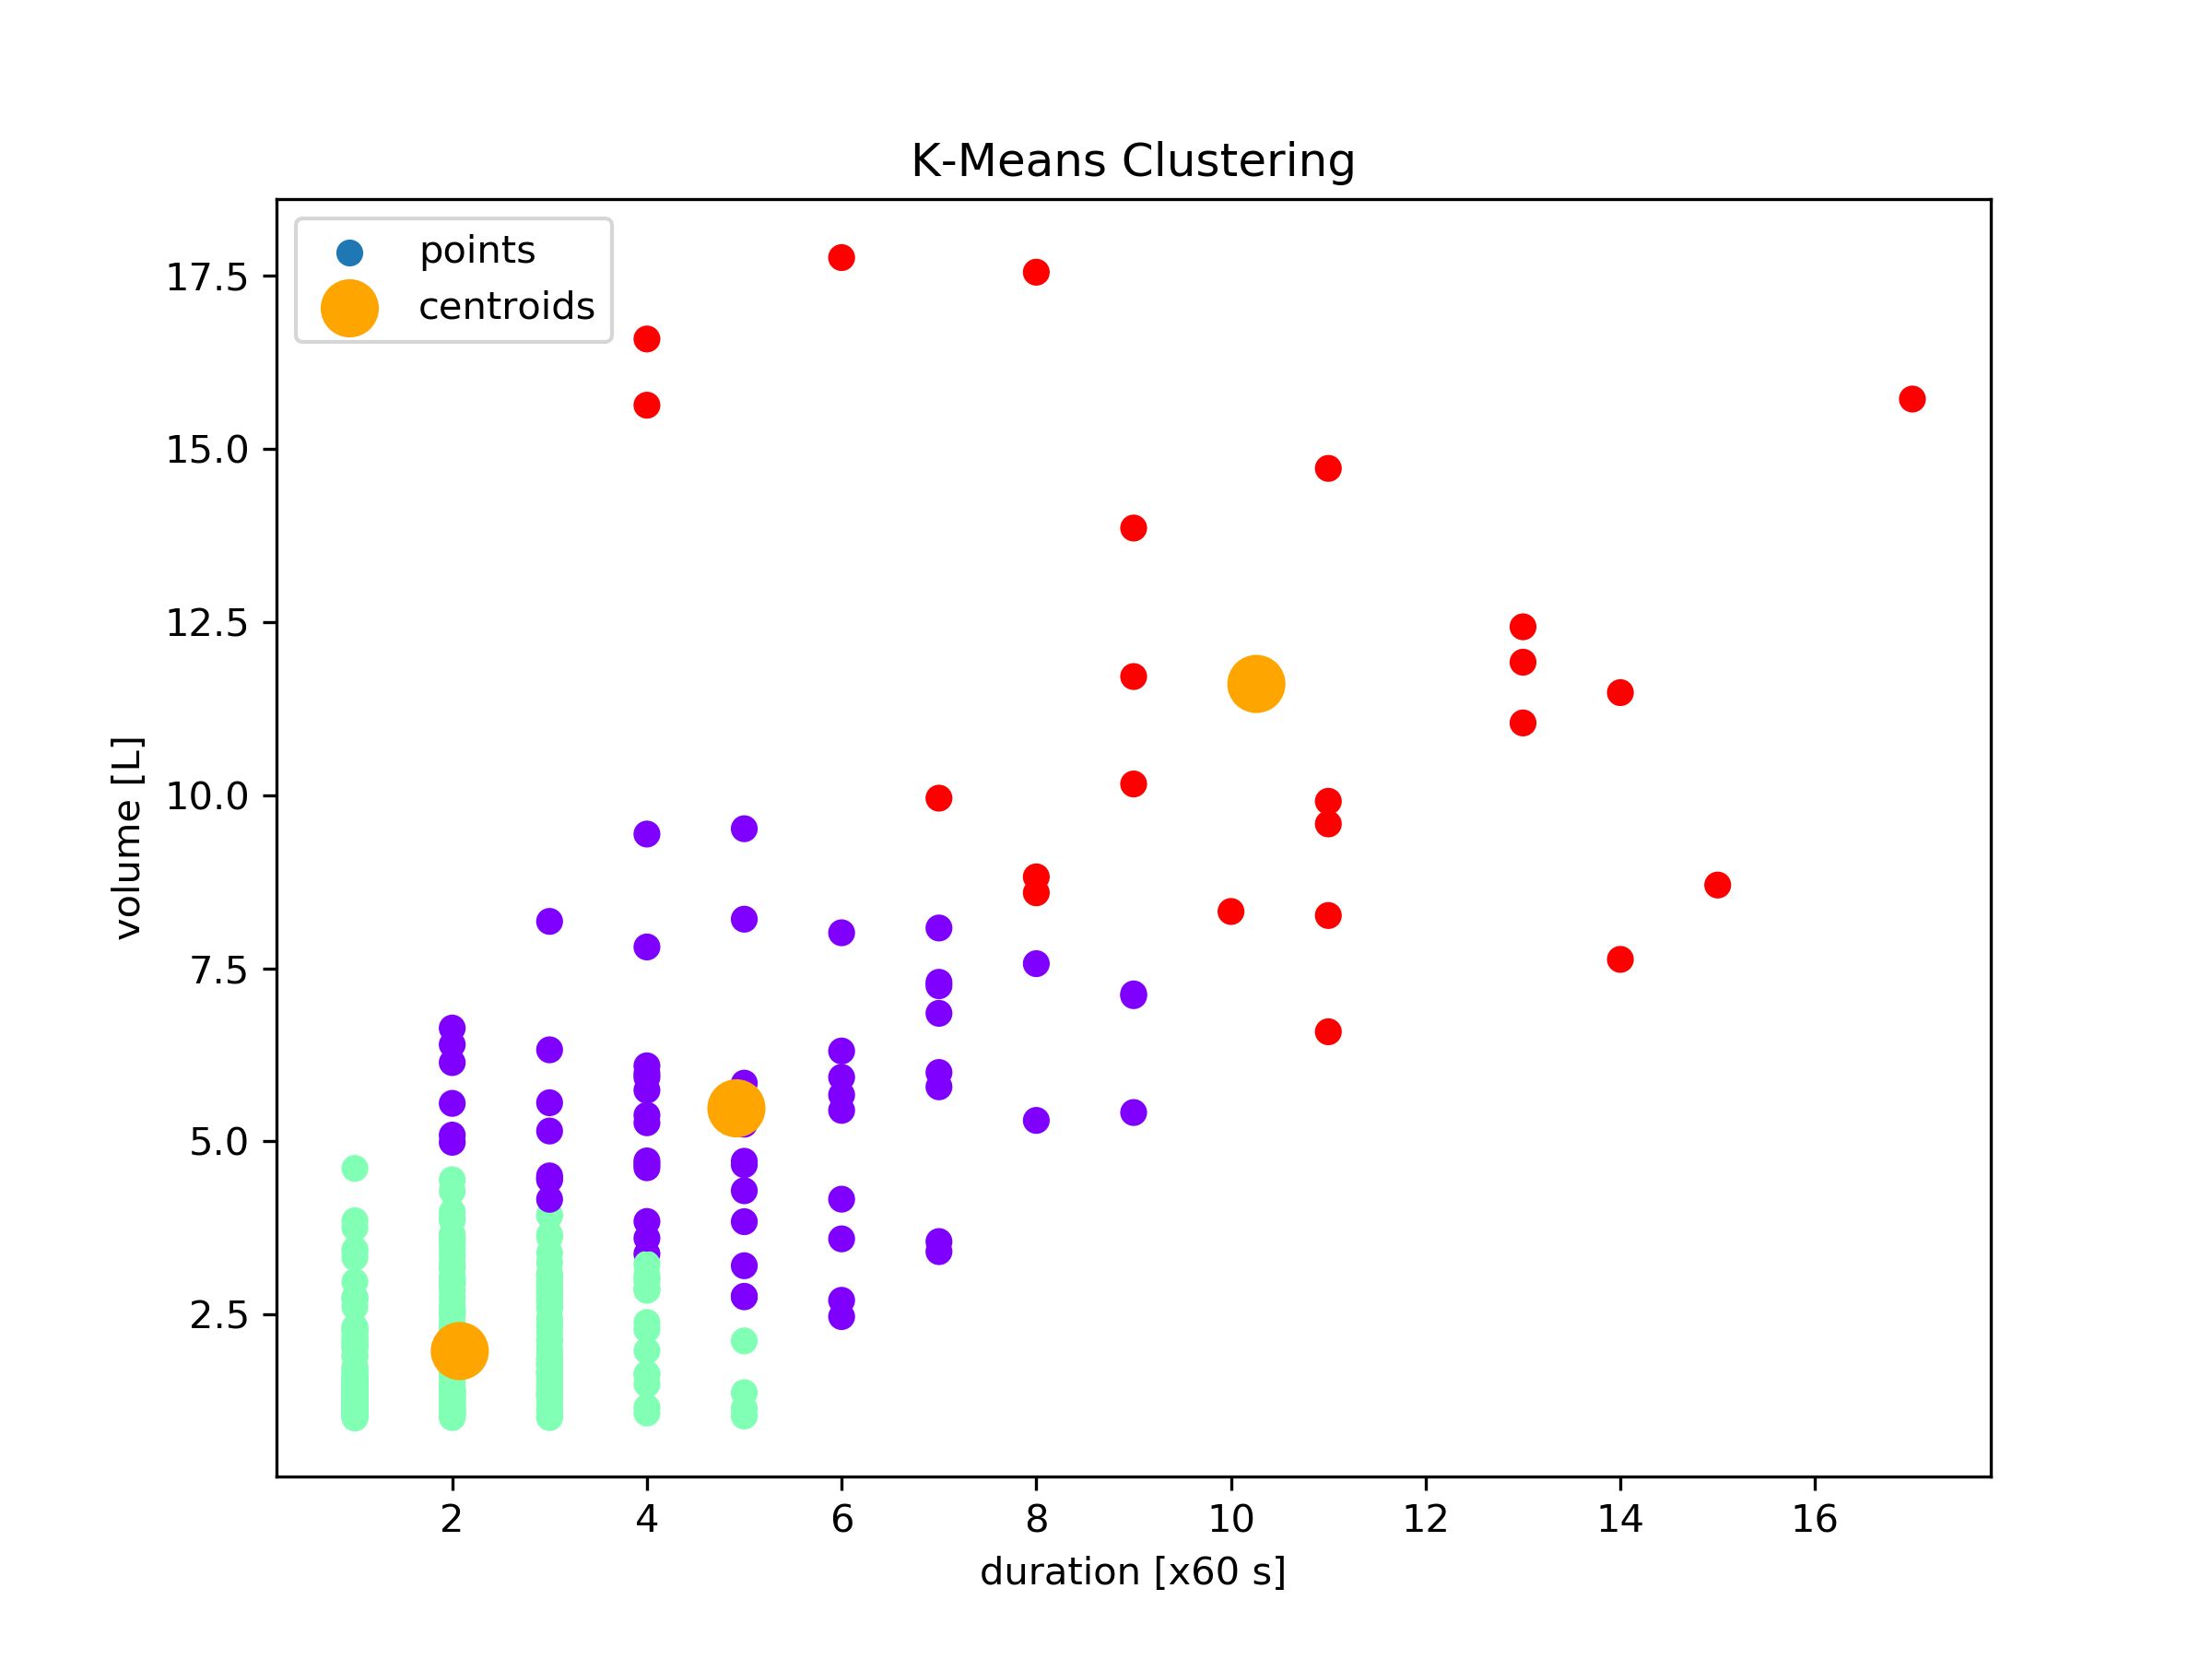 K-Means Clustering
points
centroids
17.5
15.0
12.5
10.0
7.5
5.0
2.5
volume [L]
2 4 6 8 10 12 14 16
duration [x60 s]